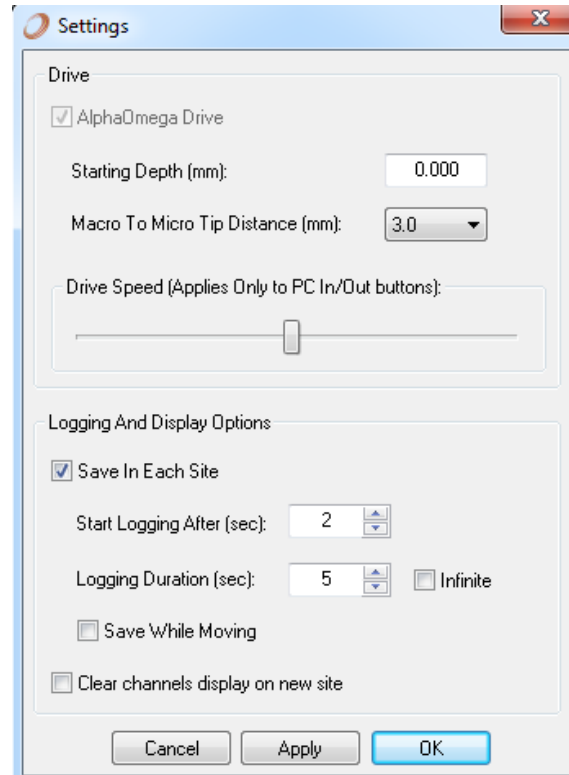 Settings
Drive
AlphaOmega Drive
Starting Depth (mm): 0.000
Macro To Micro Tip Distance (mm): 3.0
Drive Speed (Applies Only to PC In/Out buttons):
Logging And Display Options
Save In Each Site
Start Logging After (sec): 2
Logging Duration (sec): 5 Infinite
Save While Moving
Clear channels display on new site
Cancel Apply OK